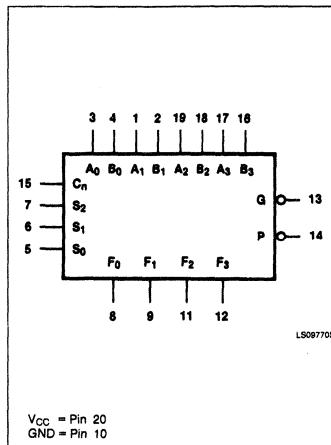 3 4 1 2 19 18 17 16
A0 B0 A1 B1 A2 B2 A3 B3
15 Cn
7 S2
G 13
6 S1
P 14
5 S0
F0 F1 F2 F3
8 9 11 12
LS09770S
VCC = Pin 20
GND = Pin 10